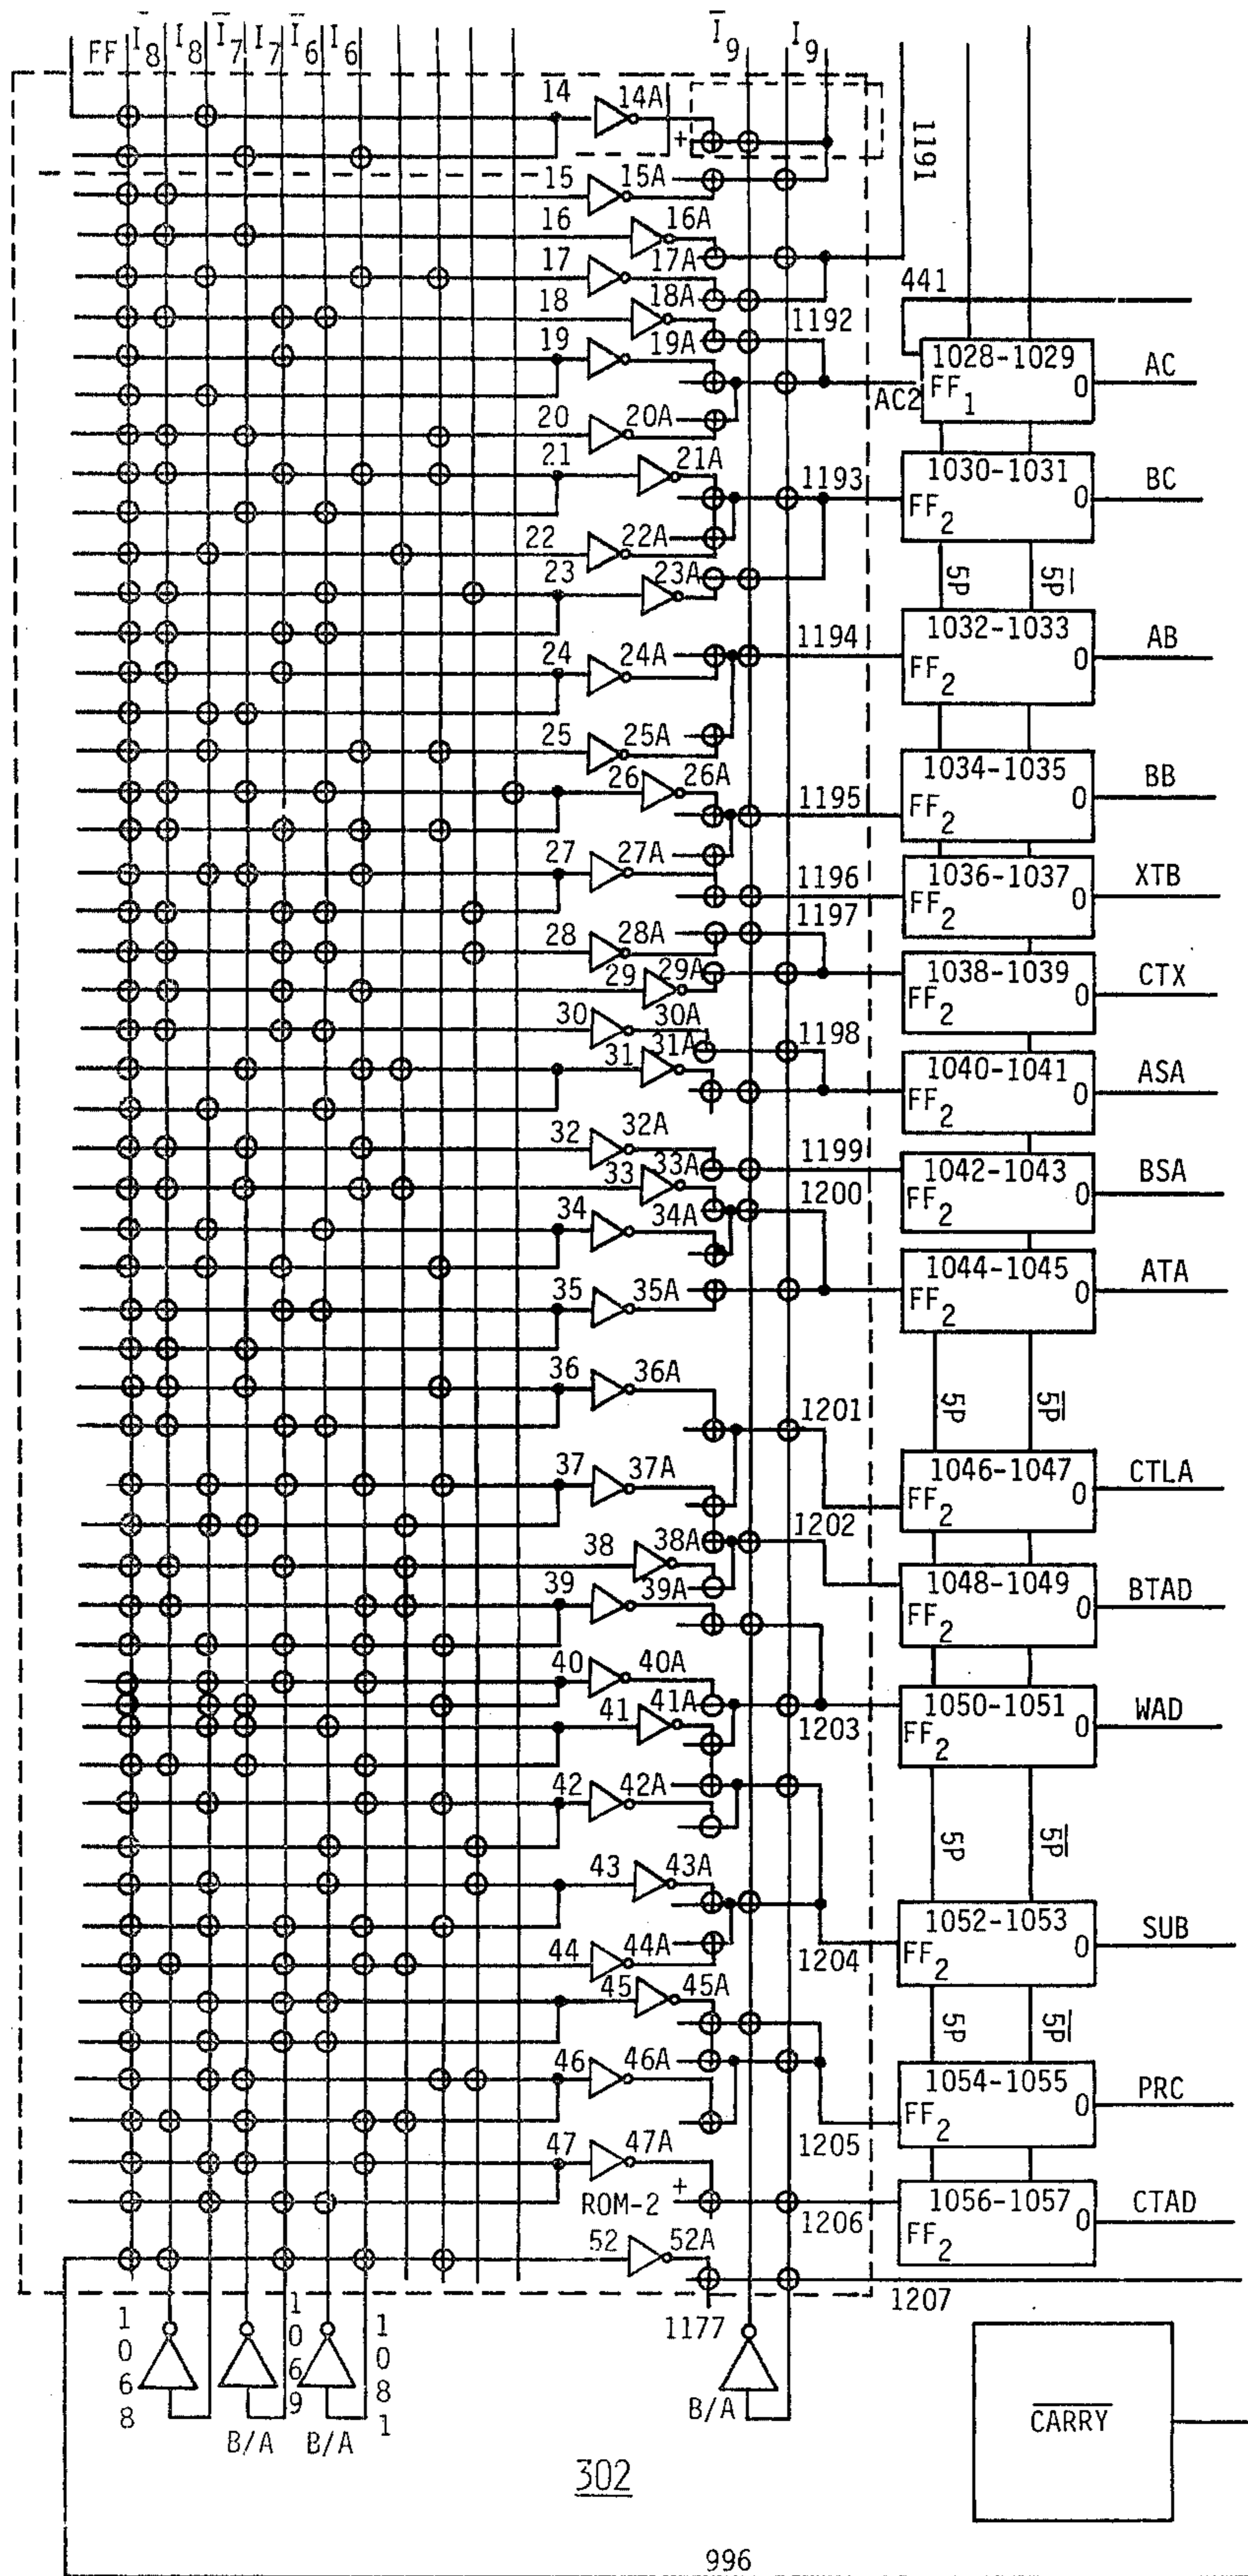 FF Ī8 I8 Ī7 I7 Ī6 I6 Ī9 I9
14 14A
+
1191
15 15A
16 16A
17 17A
441
18 18A
1192
19 19A
1028-1029
FF1 0
AC
AC2
20 20A
21 21A
1193
1030-1031
FF2 0
BC
22 22A
23 23A
5P 5P̅
24 24A
1194
1032-1033
FF2 0
AB
25 25A
26 26A
1195
1034-1035
FF2 0
BB
27 27A
1196
1036-1037
FF2 0
XTB
1197
28 28A
29 29A
1038-1039
FF2 0
CTX
30 30A
1198
31 31A
1040-1041
FF2 0
ASA
32 32A
1199
33 33A
1042-1043
FF2 0
BSA
1200
34 34A
35 35A
1044-1045
FF2 0
ATA
36 36A
1201
5P 5P̅
37 37A
1046-1047
FF2 0
CTLA
1202
38 38A
39 39A
1048-1049
FF2 0
BTAD
40 40A
41 41A
1203
1050-1051
FF2 0
WAD
42 42A
5P 5P̅
43 43A
44 44A
1204
1052-1053
FF2 0
SUB
45 45A
5P 5P̅
46 46A
1205
1054-1055
FF2 0
PRC
47 47A
ROM-2 +
1206
1056-1057
FF2 0
CTAD
52 52A
1207
1068
1069
1081
1177
B/A B/A B/A
CARRY̅
302
996